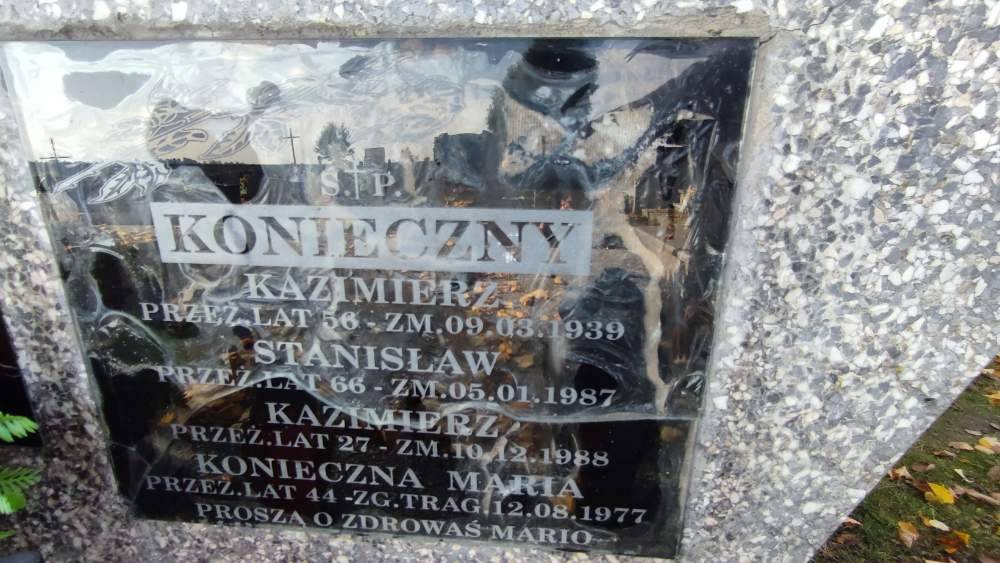 Ś.†P.
KONIECZNY
KAZIMIERZ
PRZEŻ.LAT 56 - ZM.09.03.1939
STANISŁAW
PRZEŻ.LAT 66 - ZM.05.01.1987
KAZIMIERZ
PRZEŻ.LAT 27 - ZM.10.12.1988
KONIECZNA MARIA
PRZEŻ.LAT 44 -ZG.TRAG.12.08.1977
PROSZĄ O ZDROWAŚ MARIO